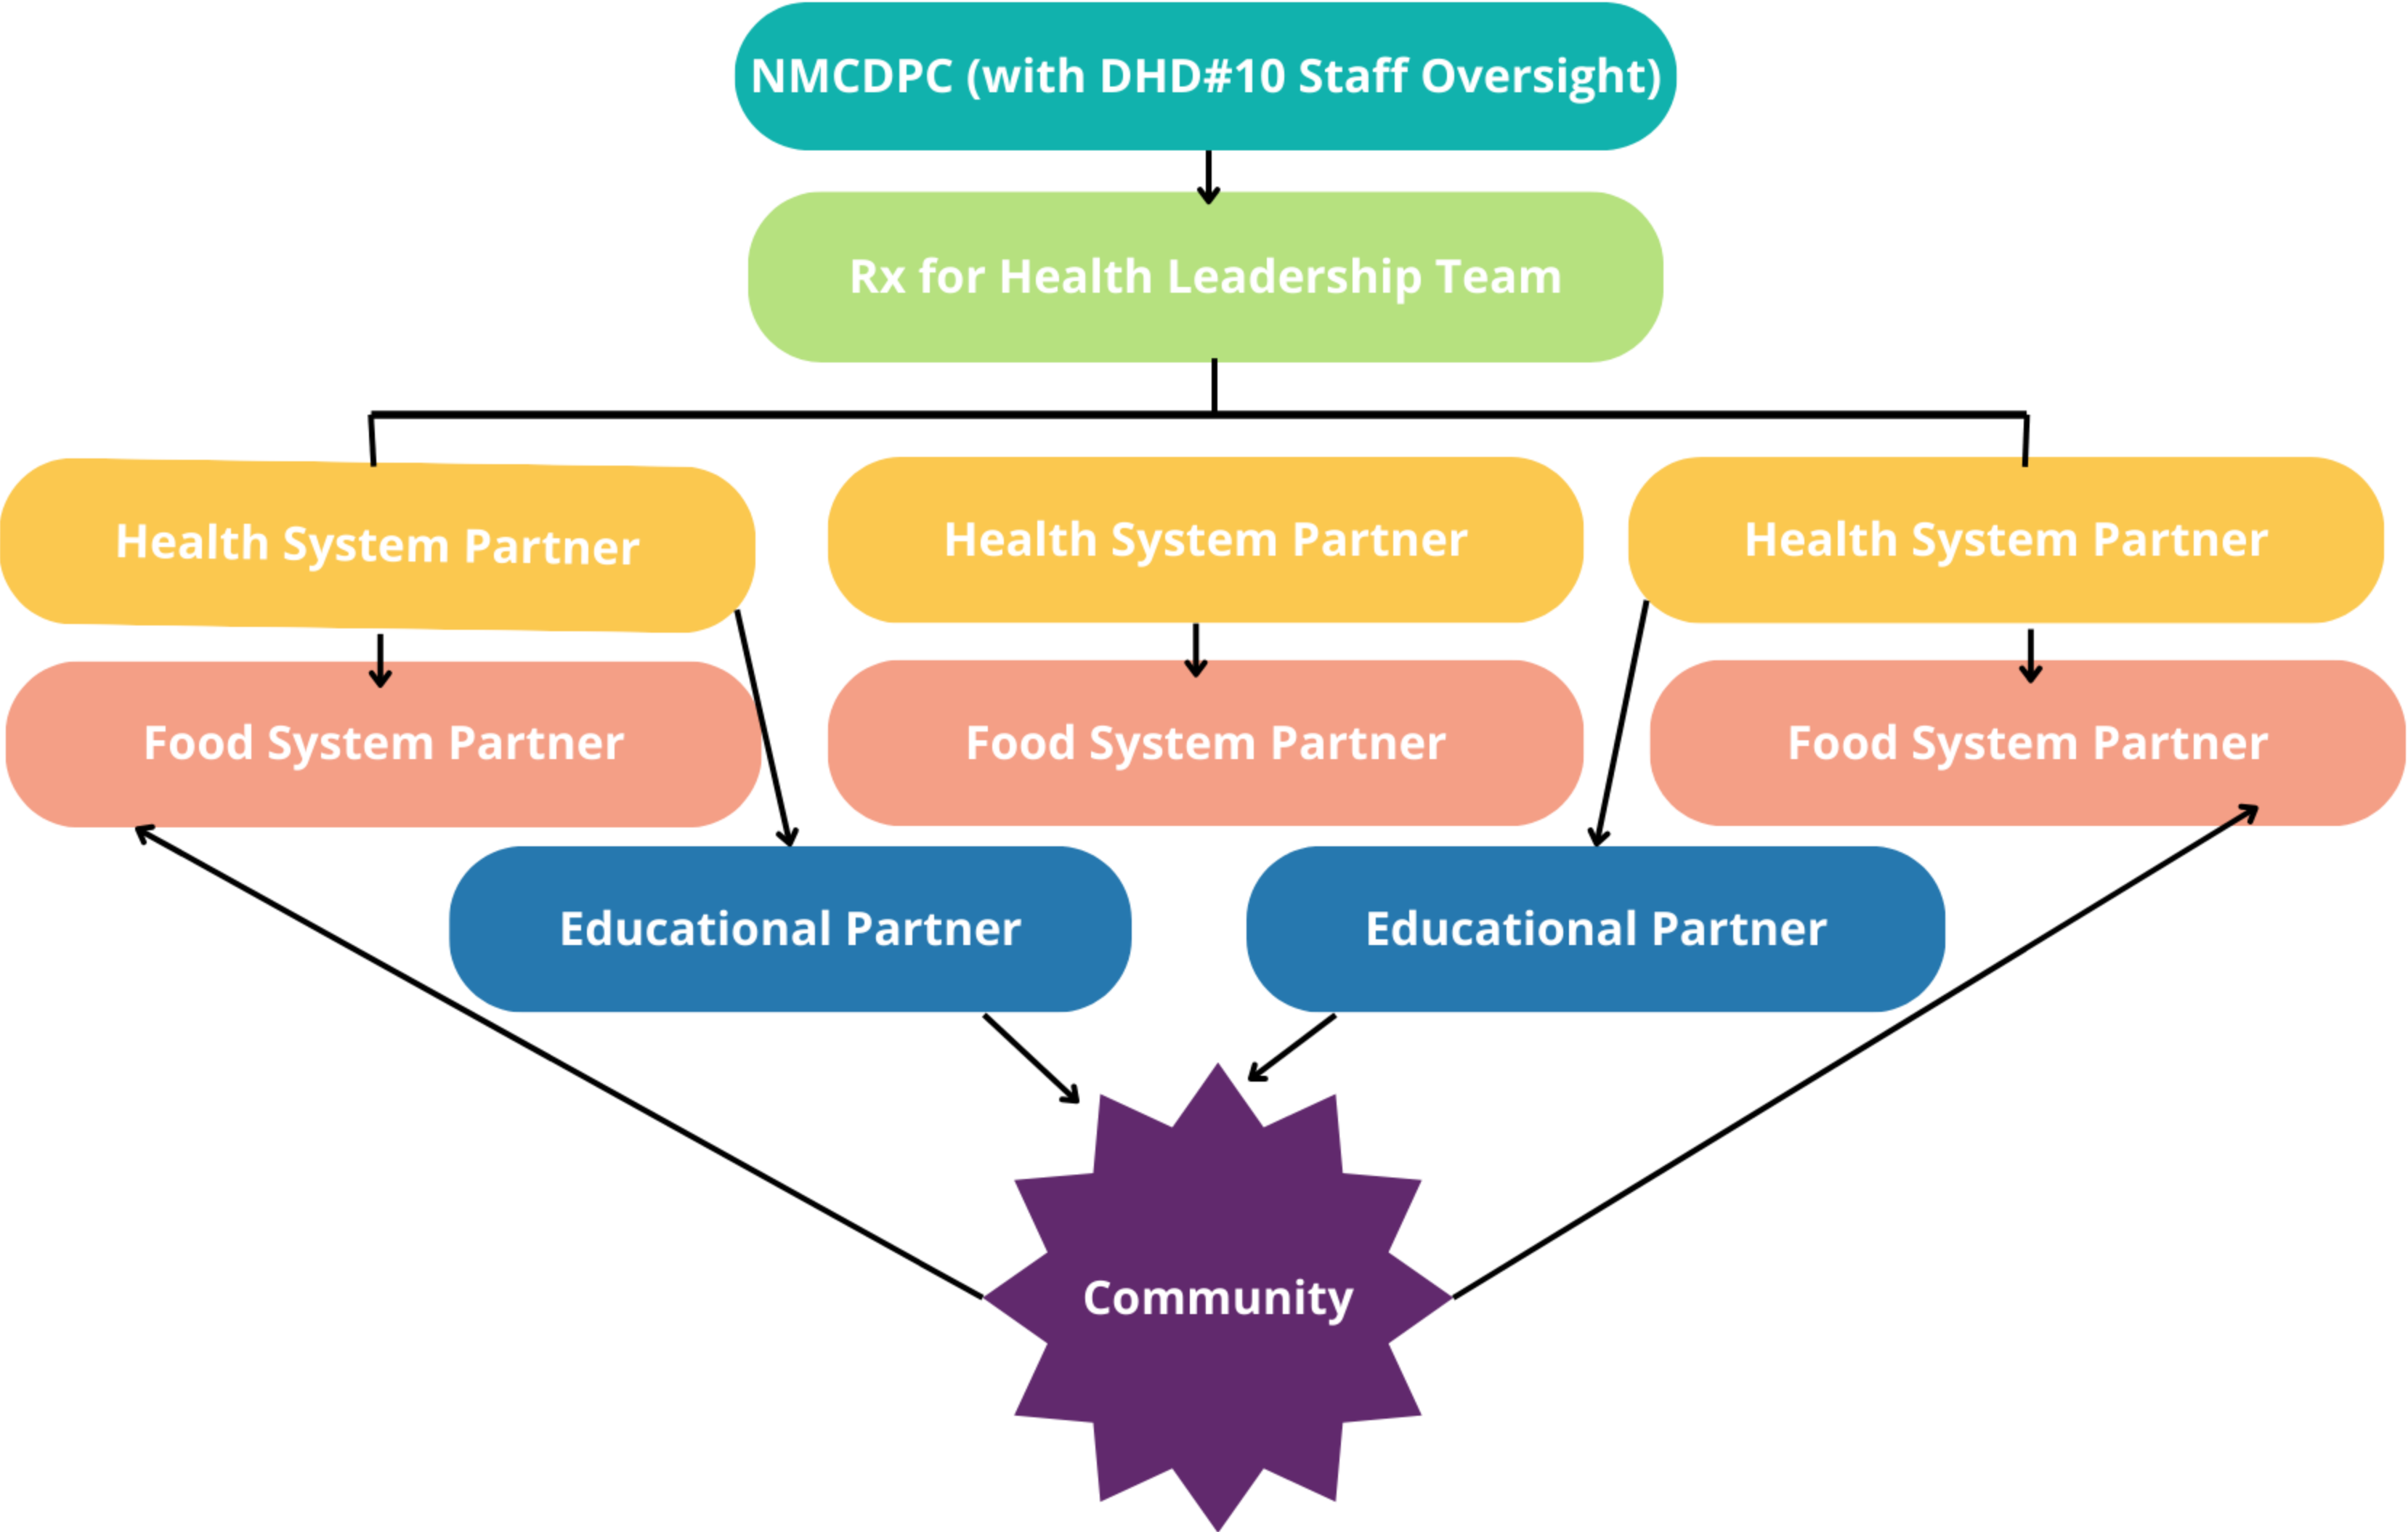 NMCDPC (with DHD#10 Staff Oversight)
Rx for Health Leadership Team
Health System Partner
Health System Partner
Health System Partner
Food System Partner
Food System Partner
Food System Partner
Educational Partner
Educational Partner
Community